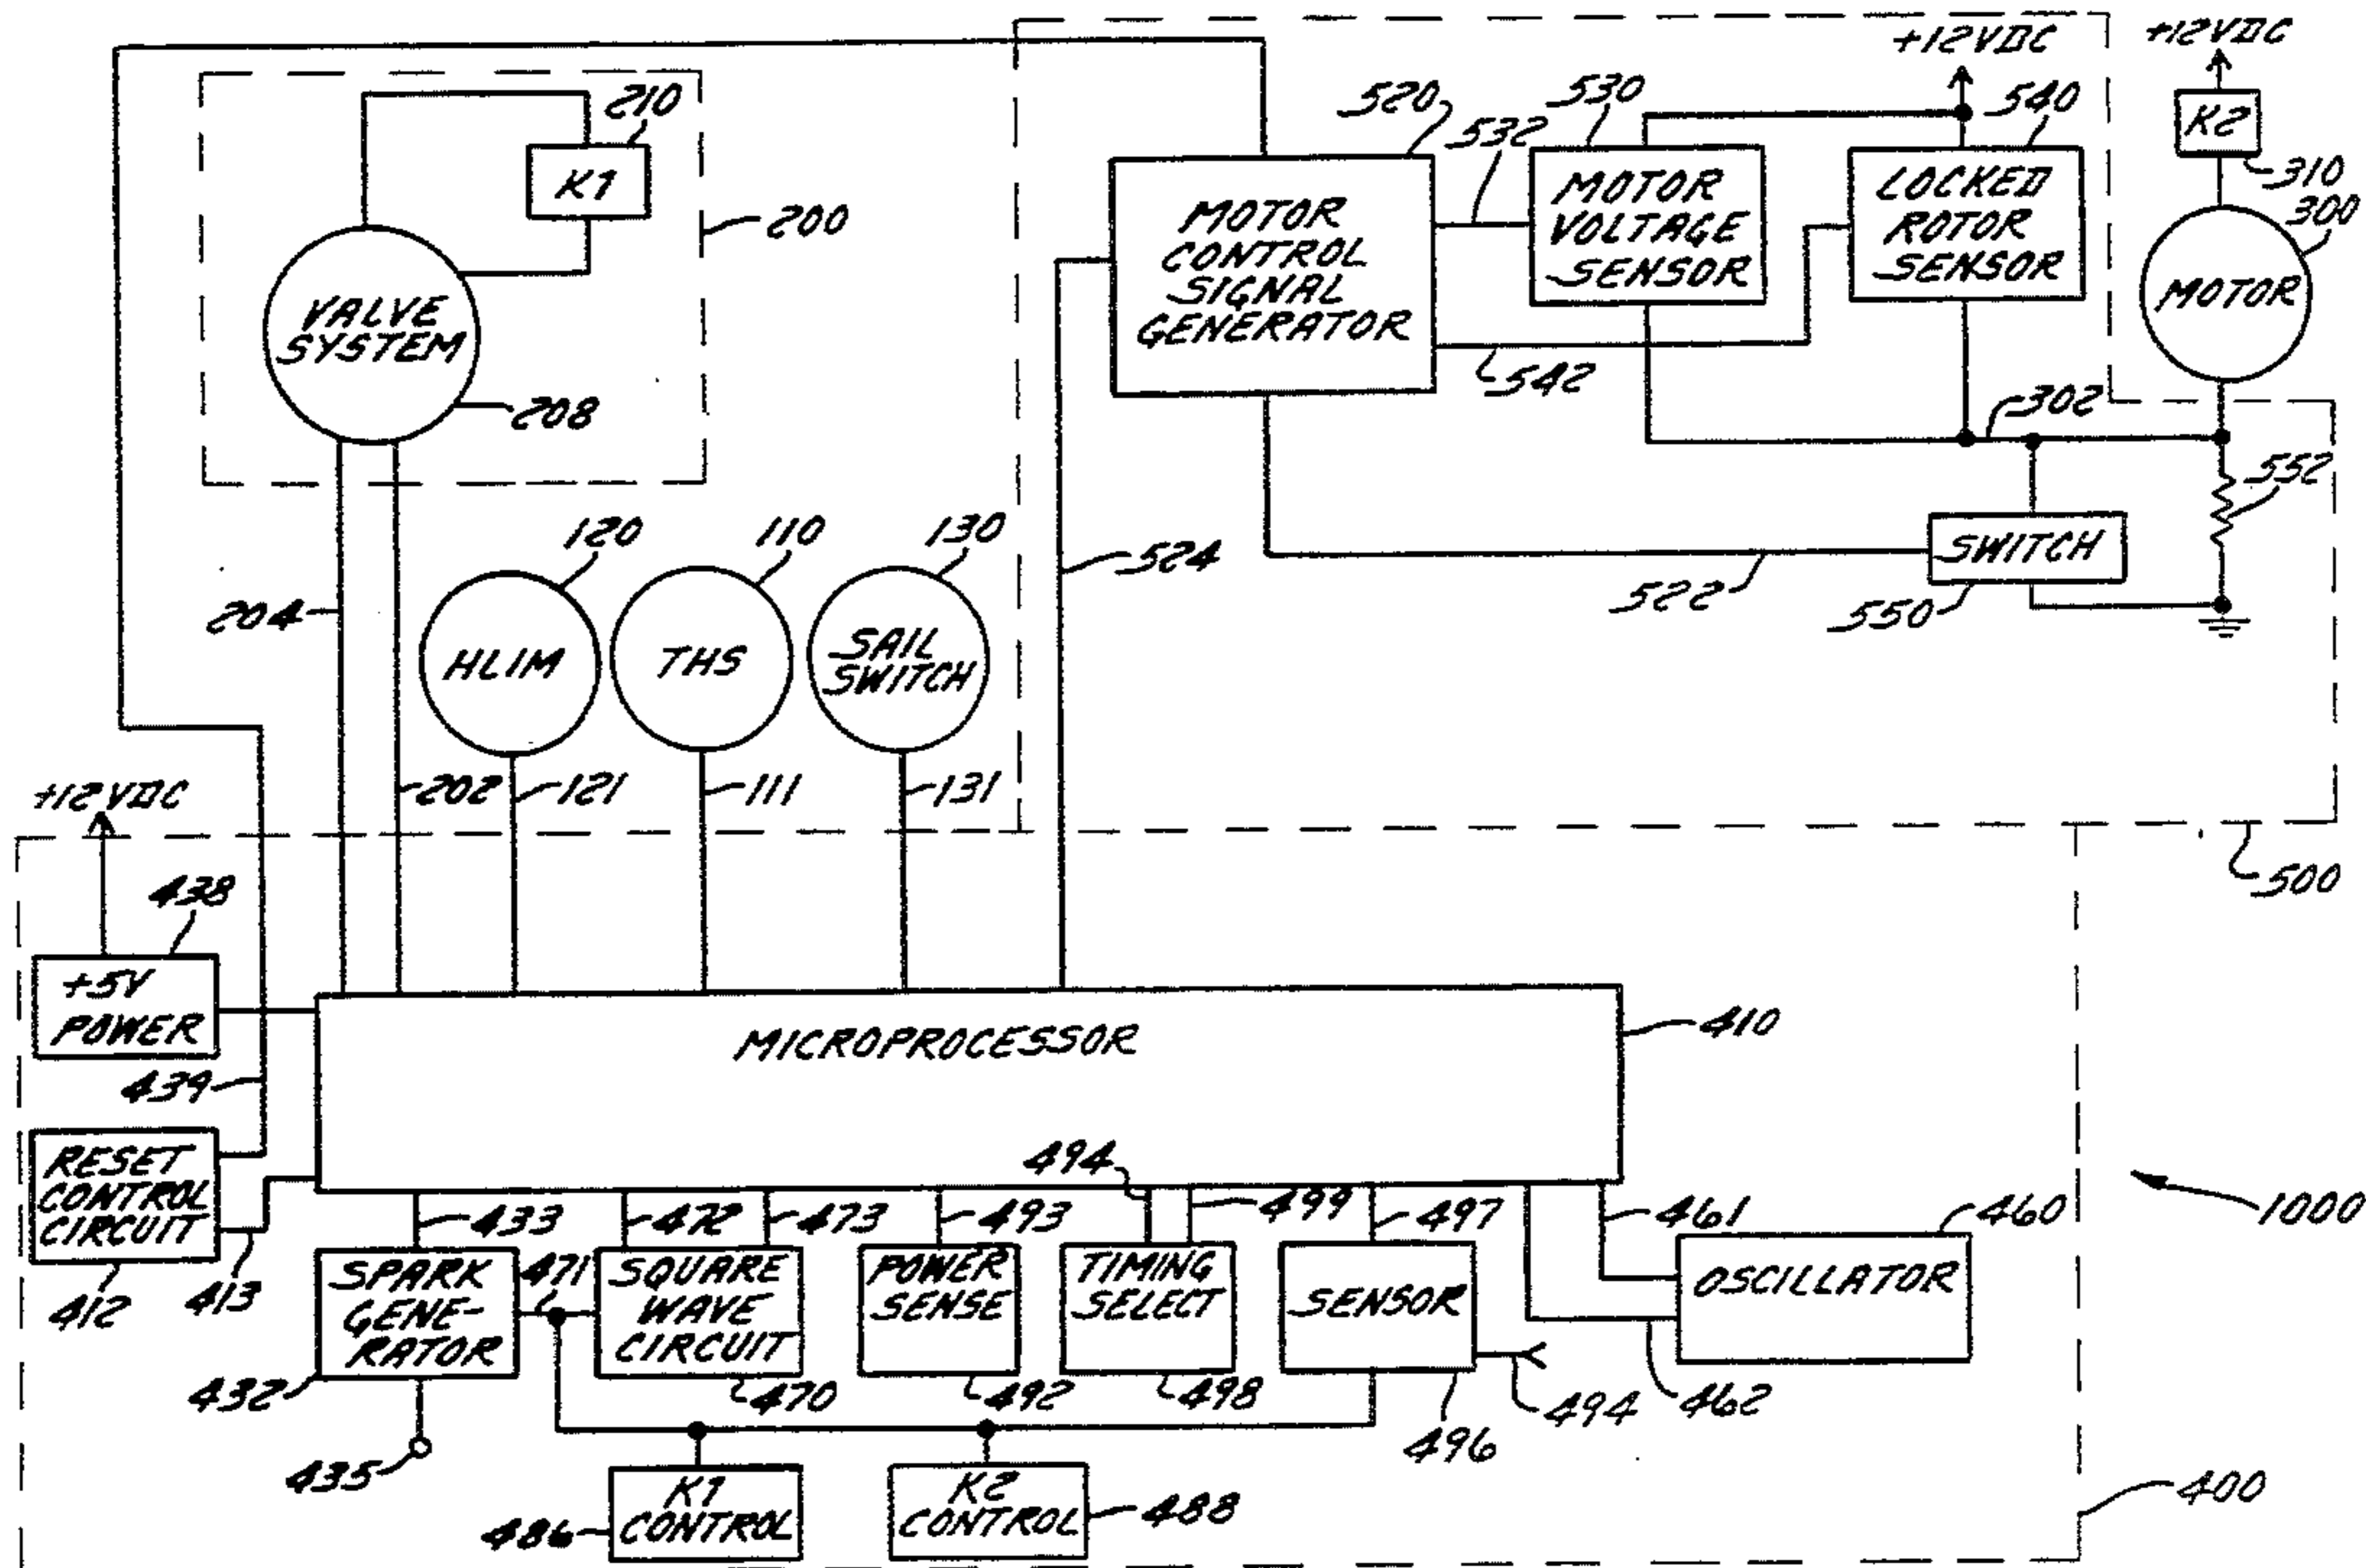 +12VDC
+12VDC
210
K1
200
VALVE
SYSTEM
208
520
532
530
540
K2
310
300
MOTOR
CONTROL
SIGNAL
GENERATOR
MOTOR
VOLTAGE
SENSOR
LOCKED
ROTOR
SENSOR
MOTOR
542
302
552
SWITCH
524
522
550
204
120
110
130
HLIM
THS
SAIL
SWITCH
202
121
111
131
+12VDC
500
438
+5V
POWER
439
MICROPROCESSOR
410
RESET
CONTROL
CIRCUIT
412
413
433
472
473
493
494
499
497
461
460
1000
SPARK
GENE-
RATOR
471
SQUARE
WAVE
CIRCUIT
POWER
SENSE
TIMING
SELECT
SENSOR
OSCILLATOR
432
470
492
498
496
494
462
435
486
K1
CONTROL
K2
CONTROL
488
400